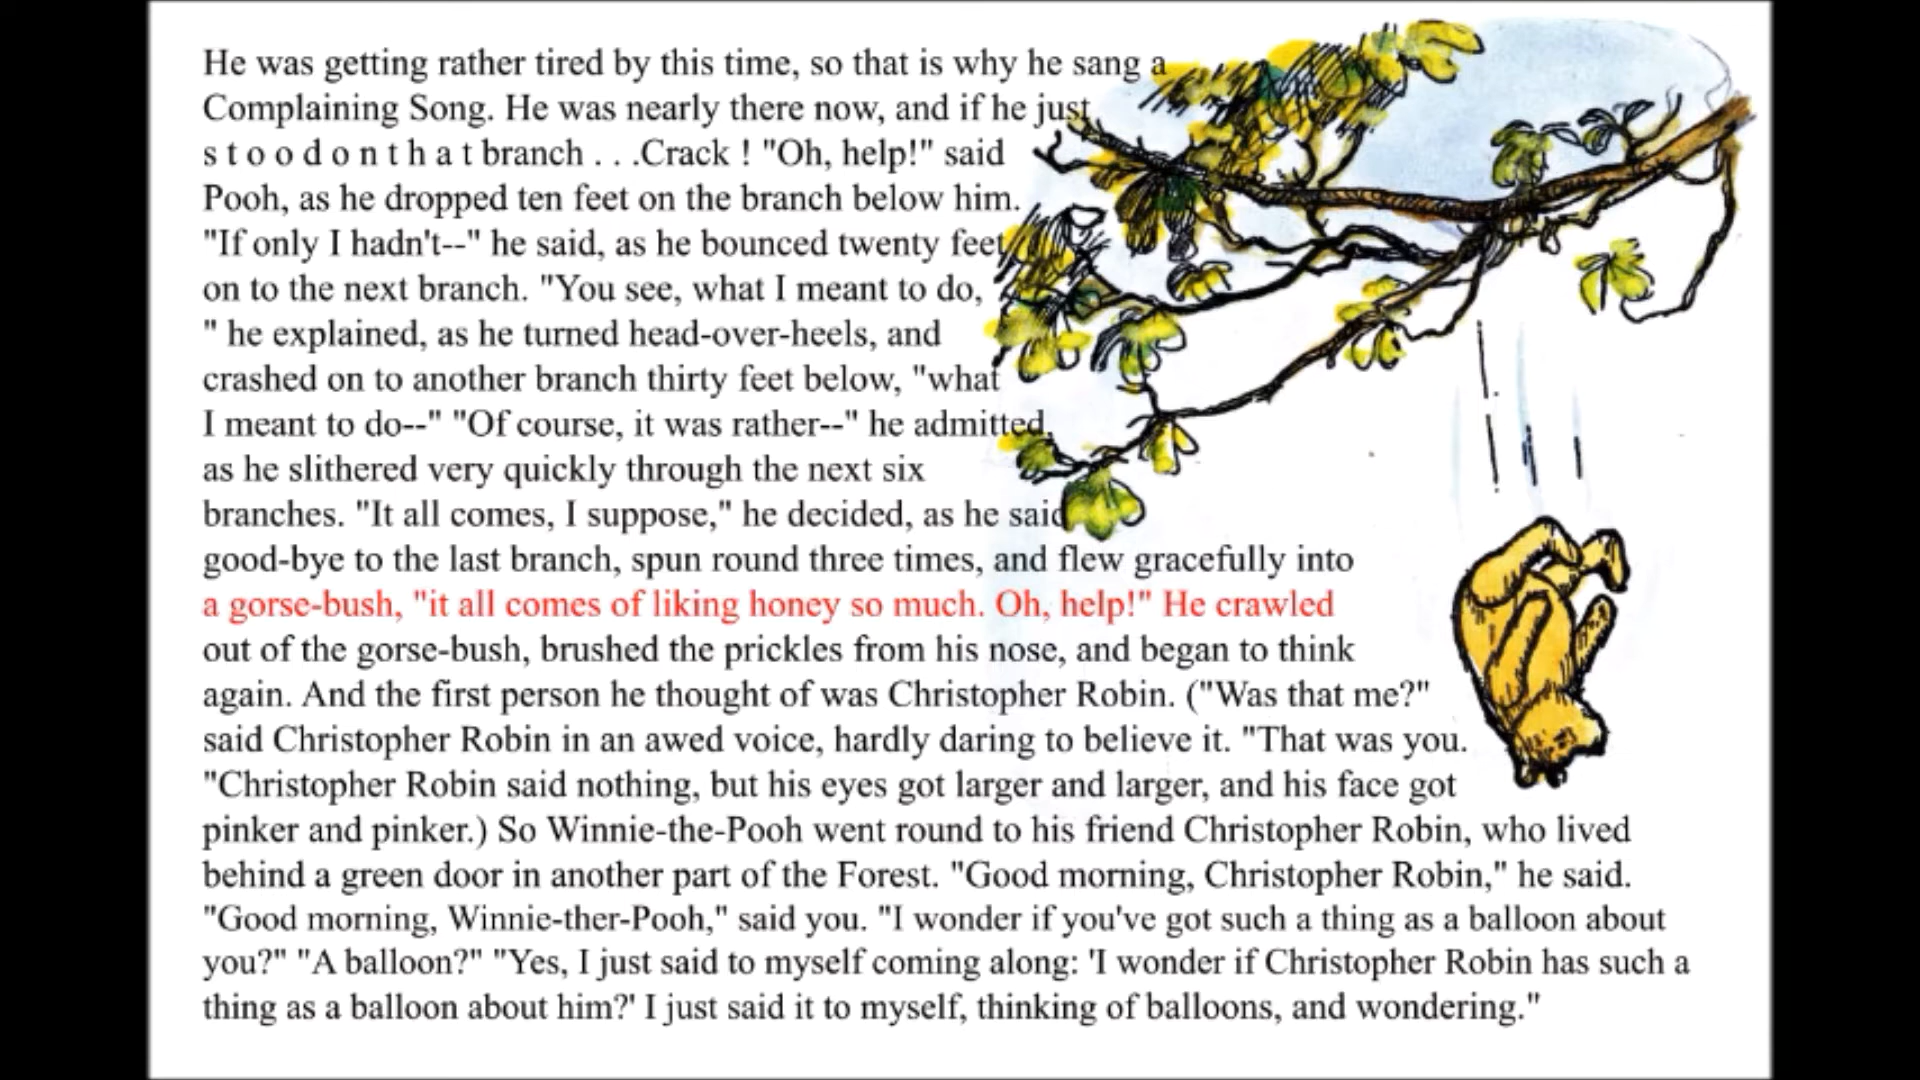 He was getting rather tired by this time, so that is why he sang a
Complaining Song. He was nearly there now, and if he just
s t o o d o n t h a t branch . . .Crack ! "Oh, help!" said
Pooh, as he dropped ten feet on the branch below him.
"If only I hadn't--" he said, as he bounced twenty feet
on to the next branch. "You see, what I meant to do,
" he explained, as he turned head-over-heels, and
crashed on to another branch thirty feet below, "what
I meant to do--" "Of course, it was rather--" he admitted,
as he slithered very quickly through the next six
branches. "It all comes, I suppose," he decided, as he said
good-bye to the last branch, spun round three times, and flew gracefully into
a gorse-bush, "it all comes of liking honey so much. Oh, help!" He crawled
out of the gorse-bush, brushed the prickles from his nose, and began to think
again. And the first person he thought of was Christopher Robin. ("Was that me?"
said Christopher Robin in an awed voice, hardly daring to believe it. "That was you.
"Christopher Robin said nothing, but his eyes got larger and larger, and his face got
pinker and pinker.) So Winnie-the-Pooh went round to his friend Christopher Robin, who lived
behind a green door in another part of the Forest. "Good morning, Christopher Robin," he said.
"Good morning, Winnie-ther-Pooh," said you. "I wonder if you've got such a thing as a balloon about
you?" "A balloon?" "Yes, I just said to myself coming along: 'I wonder if Christopher Robin has such a
thing as a balloon about him?' I just said it to myself, thinking of balloons, and wondering."